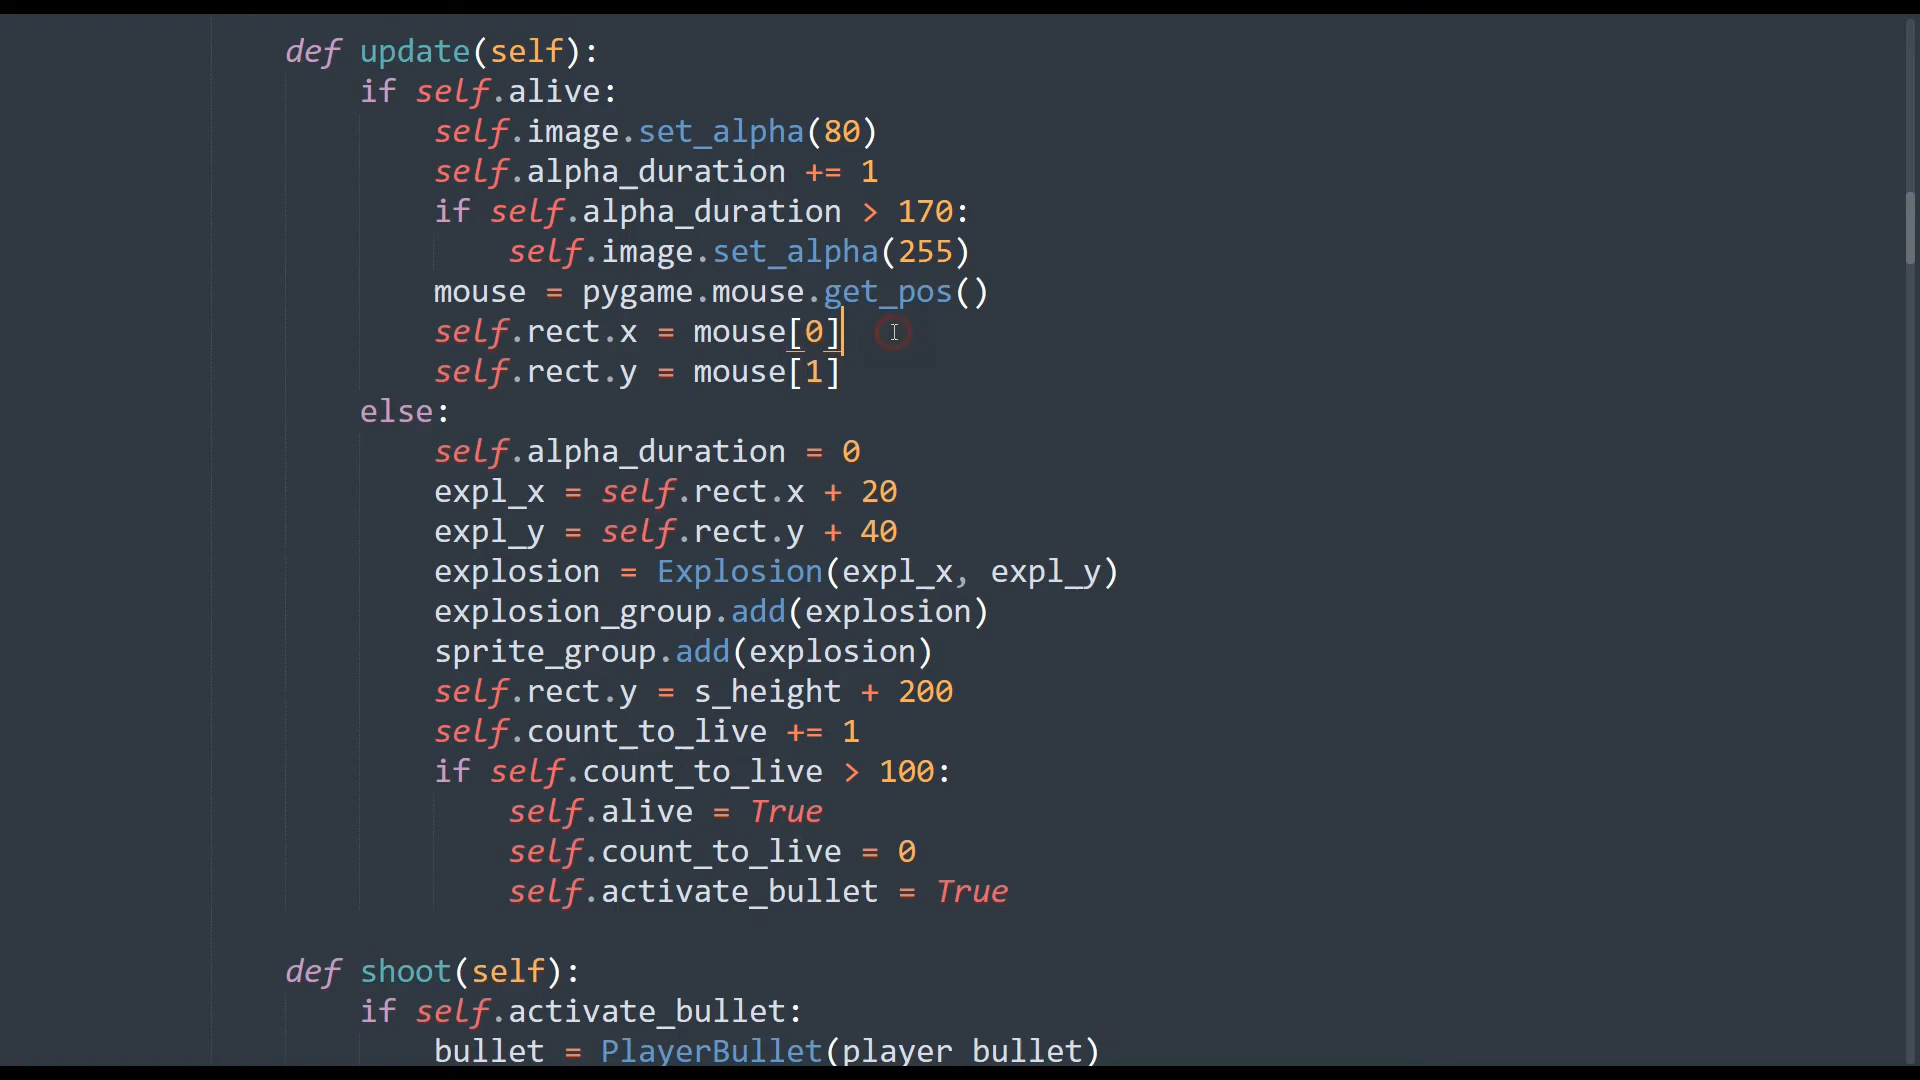 def update(self):
if self.alive:
self.image.set_alpha(80)
self.alpha_duration += 1
if self.alpha_duration > 170:
self.image.set_alpha(255)
mouse = pygame.mouse.get_pos()
self.rect.x = mouse[0]
self.rect.y = mouse[1]
else:
self.alpha_duration = 0
expl_x = self.rect.x + 20
expl_y = self.rect.y + 40
explosion = Explosion(expl_x, expl_y)
explosion_group.add(explosion)
sprite_group.add(explosion)
self.rect.y = s_height + 200
self.count_to_live += 1
if self.count_to_live > 100:
self.alive = True
self.count_to_live = 0
self.activate_bullet = True
def shoot(self):
if self.activate_bullet:
bullet = PlayerBullet(player_bullet)